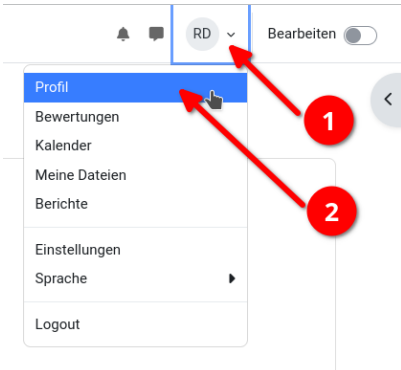 RD
Bearbeiten
Profil
Bewertungen
Kalender
Meine Dateien
Berichte
Einstellungen
Sprache
Logout
1
2